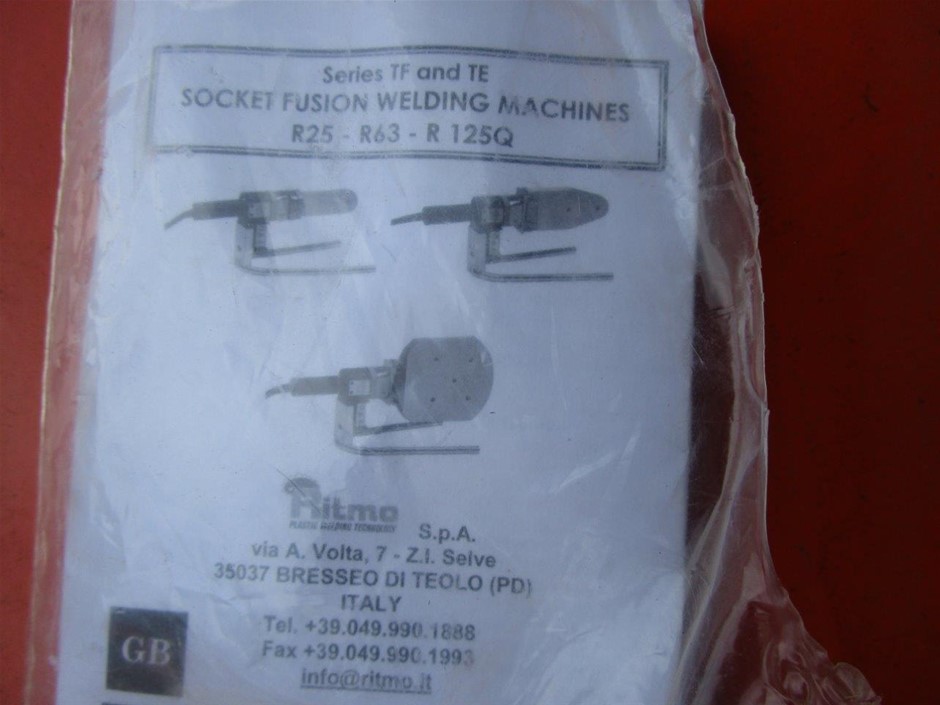 Series TF and TE
SOCKET FUSION WELDING MACHINES
R25 - R63 - R 125Q
Ritmo
PLASTIC WELDING TECHNOLOGY
S.p.A.
via A. Volta, 7 - Z.I. Selve
35037 BRESSEO DI TEOLO (PD)
ITALY
Tel. +39.049.990.1888
Fax +39.049.990.1993
info@ritmo.it
GB